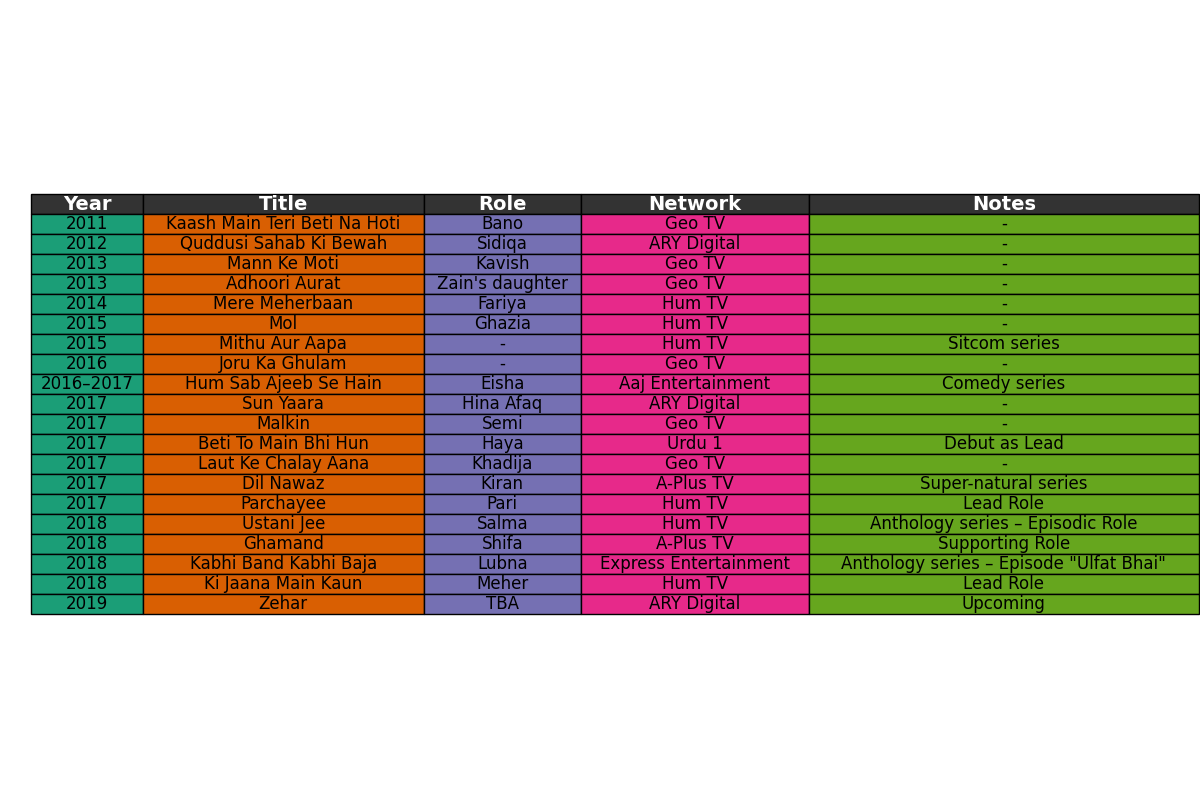 Year Title Role Network Notes
2011 Kaash Main Teri Beti Na Hoti Bano Geo TV -
2012 Quddusi Sahab Ki Bewah Sidiqa ARY Digital -
2013 Mann Ke Moti Kavish Geo TV -
2013 Adhoori Aurat Zain's daughter Geo TV -
2014 Mere Meherbaan Fariya Hum TV -
2015 Mol Ghazia Hum TV -
2015 Mithu Aur Aapa - Hum TV Sitcom series
2016 Joru Ka Ghulam - Geo TV -
2016–2017 Hum Sab Ajeeb Se Hain Eisha Aaj Entertainment Comedy series
2017 Sun Yaara Hina Afaq ARY Digital -
2017 Malkin Semi Geo TV -
2017 Beti To Main Bhi Hun Haya Urdu 1 Debut as Lead
2017 Laut Ke Chalay Aana Khadija Geo TV -
2017 Dil Nawaz Kiran A-Plus TV Super-natural series
2017 Parchayee Pari Hum TV Lead Role
2018 Ustani Jee Salma Hum TV Anthology series – Episodic Role
2018 Ghamand Shifa A-Plus TV Supporting Role
2018 Kabhi Band Kabhi Baja Lubna Express Entertainment Anthology series – Episode "Ulfat Bhai"
2018 Ki Jaana Main Kaun Meher Hum TV Lead Role
2019 Zehar TBA ARY Digital Upcoming